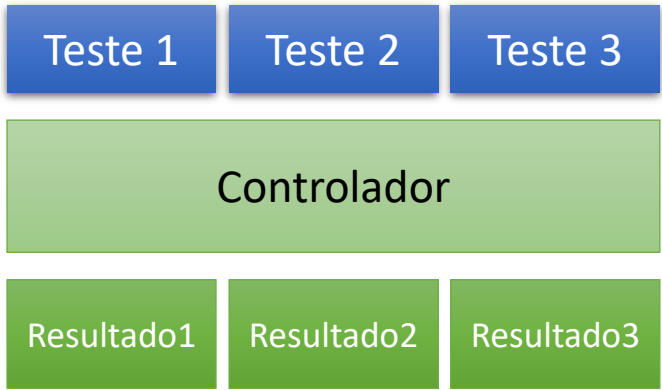 Teste 1 Teste 2 Teste 3
Controlador
Resultado1 Resultado2 Resultado3